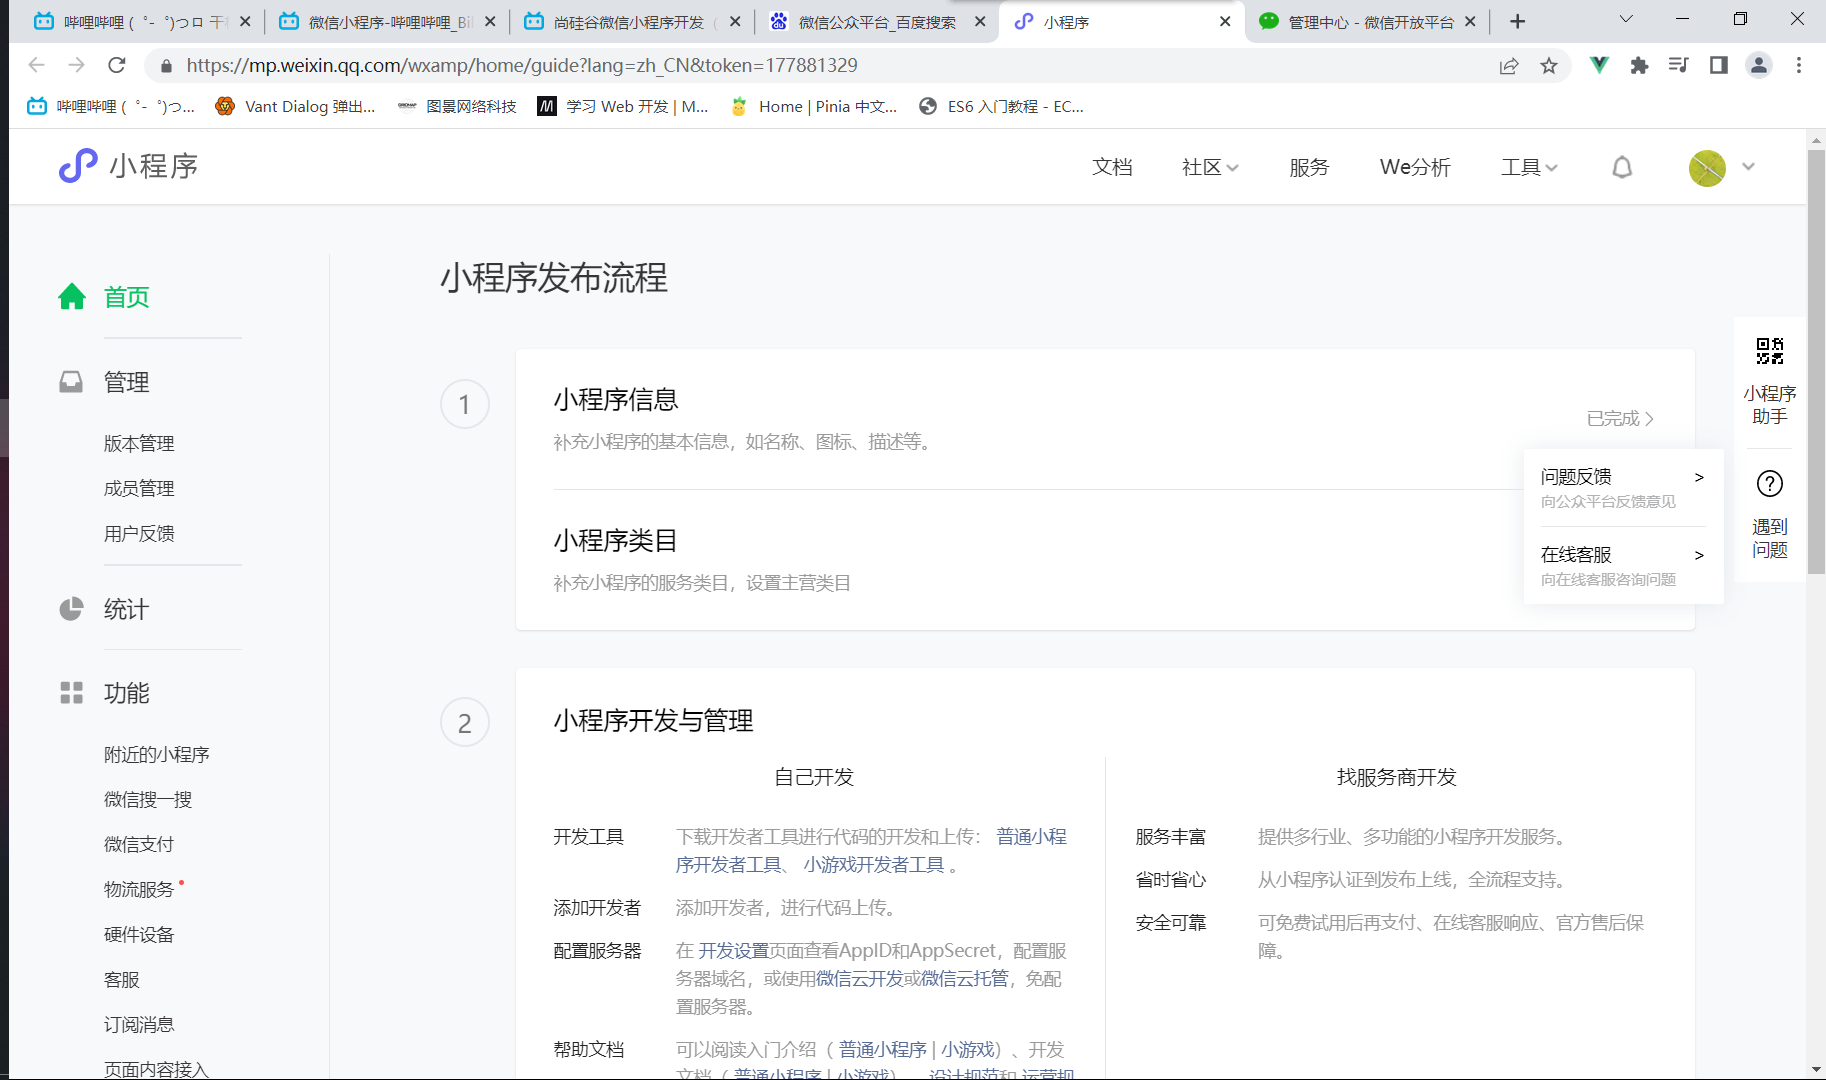 哔哩哔哩 ( ゜- ゜)つロ 干杯
微信小程序-哔哩哔哩_Bil
尚硅谷微信小程序开发（
微信公众平台_百度搜索
小程序
管理中心 - 微信开放平台
https://mp.weixin.qq.com/wxamp/home/guide?lang=zh_CN&token=177881329
哔哩哔哩 ( ゜- ゜)つ...
Vant Dialog 弹出...
图景网络科技
M 学习 Web 开发 | M...
Home | Pinia 中文...
ES6 入门教程 - EC...
小程序
文档
社区
服务
We分析
工具
首页
管理
版本管理
成员管理
用户反馈
统计
功能
附近的小程序
微信搜一搜
微信支付
物流服务
硬件设备
客服
订阅消息
页面内容接入
小程序发布流程
1
小程序信息
补充小程序的基本信息，如名称、图标、描述等。
已完成
小程序类目
补充小程序的服务类目，设置主营类目
问题反馈 >
向公众平台反馈意见
在线客服 >
向在线客服咨询问题
小程序
助手
遇到
问题
2
小程序开发与管理
自己开发
开发工具
下载开发者工具进行代码的开发和上传： 普通小程
序开发者工具、 小游戏开发者工具 。
添加开发者
添加开发者，进行代码上传。
配置服务器
在 开发设置页面查看AppID和AppSecret，配置服
务器域名，或使用微信云开发或微信云托管，免配
置服务器。
帮助文档
可以阅读入门介绍（ 普通小程序 | 小游戏）、开发
文档（ 普通小程序 | 小游戏）、 设计规范和 运营规
找服务商开发
服务丰富
提供多行业、多功能的小程序开发服务。
省时省心
从小程序认证到发布上线，全流程支持。
安全可靠
可免费试用后再支付、在线客服响应、官方售后保
障。